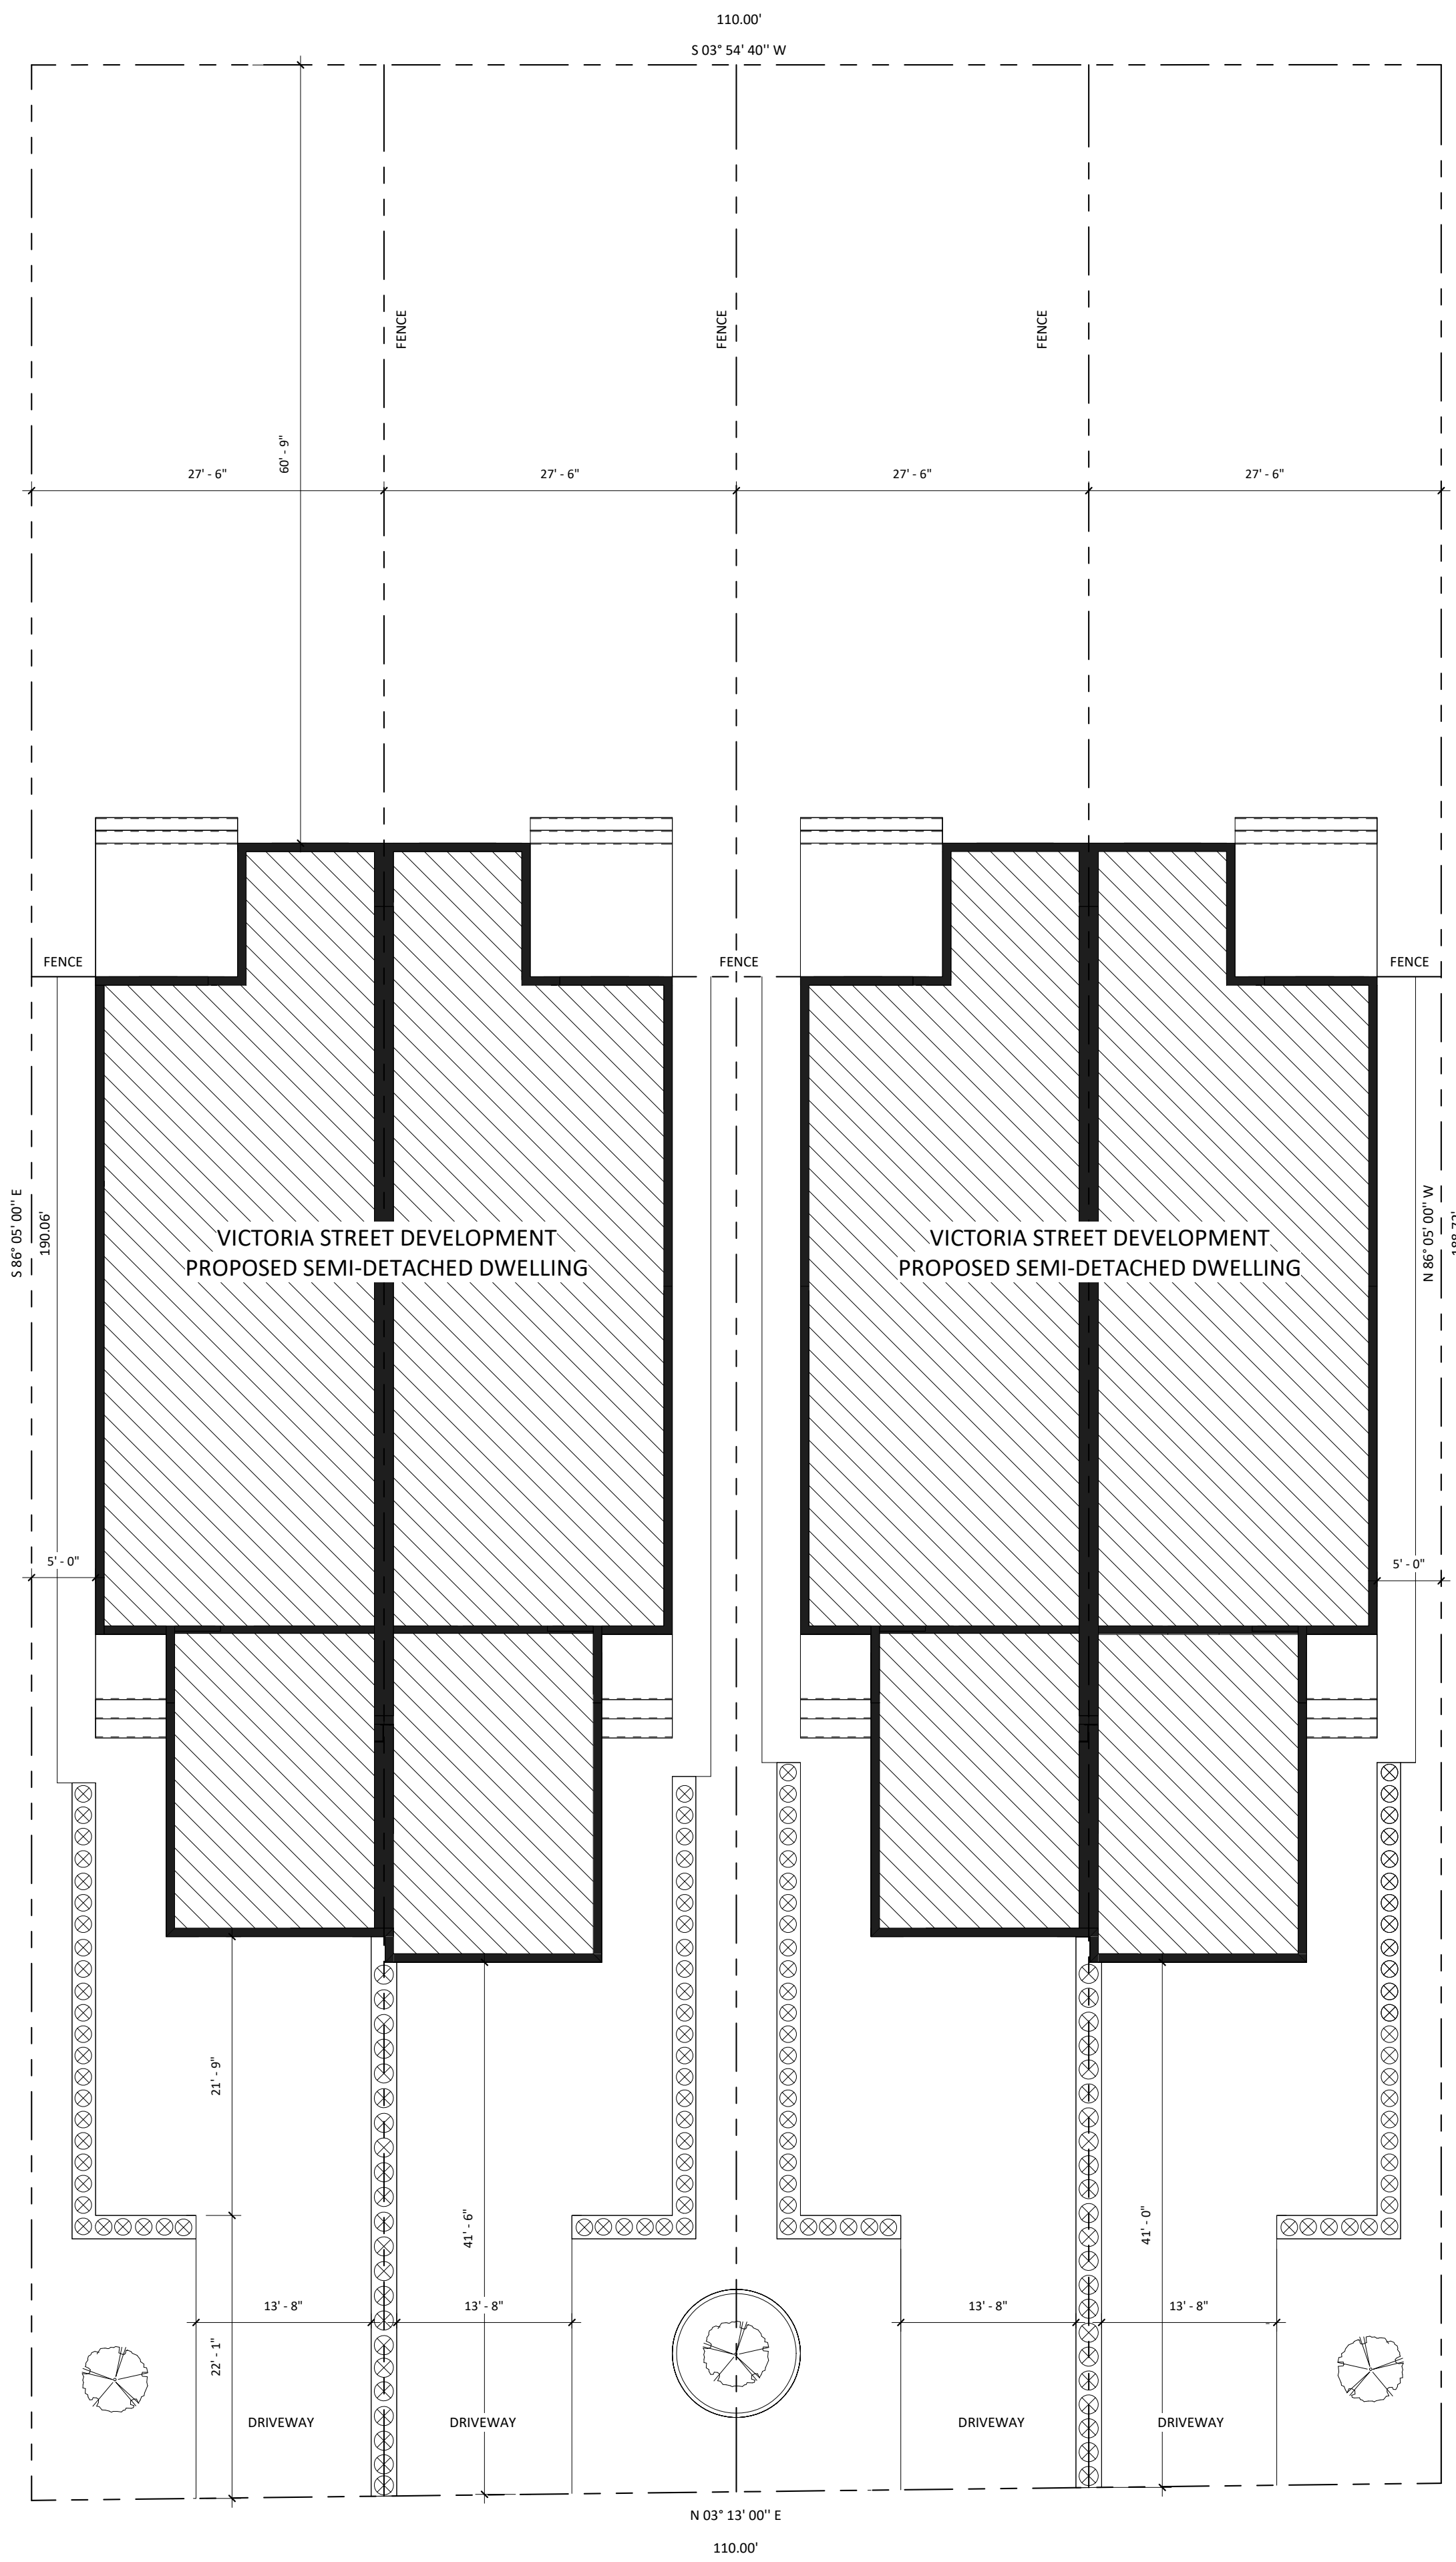 110.00'
S 03° 54' 40'' W
FENCE
FENCE
FENCE
60' - 9"
27' - 6"
27' - 6"
27' - 6"
27' - 6"
FENCE
FENCE
FENCE
S 86° 05' 00'' E
190.06'
VICTORIA STREET DEVELOPMENT
PROPOSED SEMI-DETACHED DWELLING
VICTORIA STREET DEVELOPMENT
PROPOSED SEMI-DETACHED DWELLING
N 86° 05' 00'' W
5' - 0"
5' - 0"
21' - 9"
41' - 6"
41' - 0"
13' - 8"
13' - 8"
13' - 8"
13' - 8"
22' - 1"
DRIVEWAY
DRIVEWAY
DRIVEWAY
DRIVEWAY
N 03° 13' 00'' E
110.00'